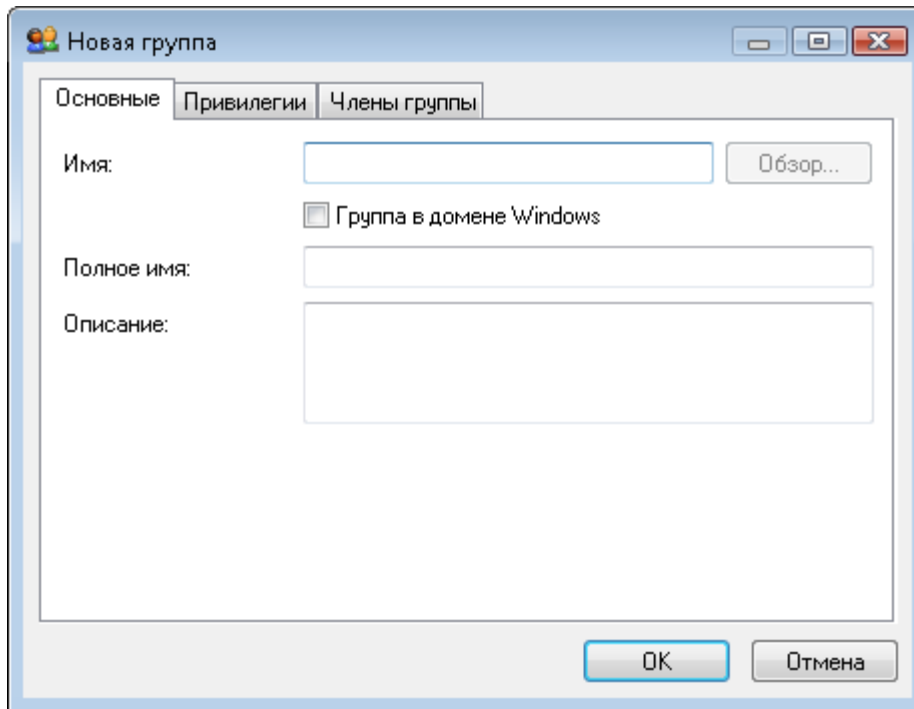 Новая группа
Основные Привилегии Члены группы
Имя: Обзор...
Группа в домене Windows
Полное имя:
Описание:
OK Отмена